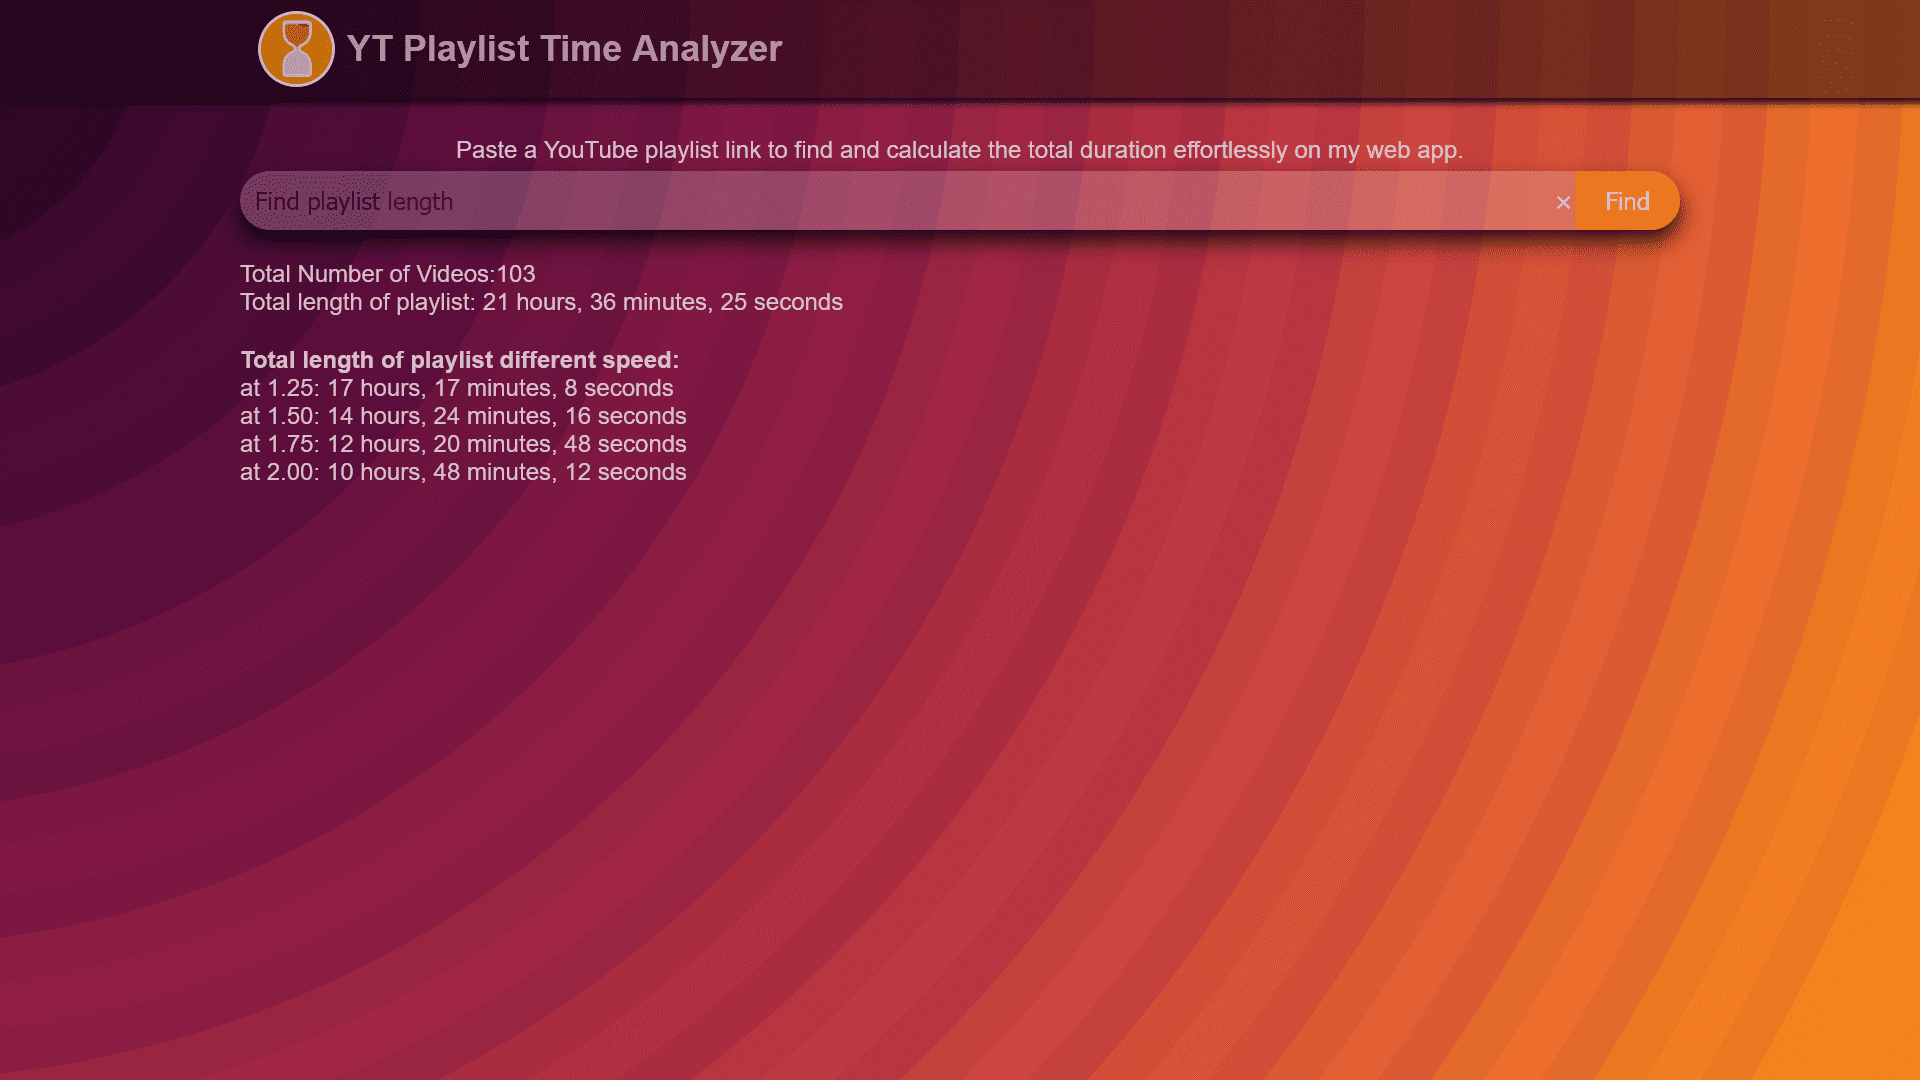 YT Playlist Time Analyzer
Paste a YouTube playlist link to find and calculate the total duration effortlessly on my web app.
Find playlist length
× Find
Total Number of Videos:103
Total length of playlist: 21 hours, 36 minutes, 25 seconds
Total length of playlist different speed:
at 1.25: 17 hours, 17 minutes, 8 seconds
at 1.50: 14 hours, 24 minutes, 16 seconds
at 1.75: 12 hours, 20 minutes, 48 seconds
at 2.00: 10 hours, 48 minutes, 12 seconds